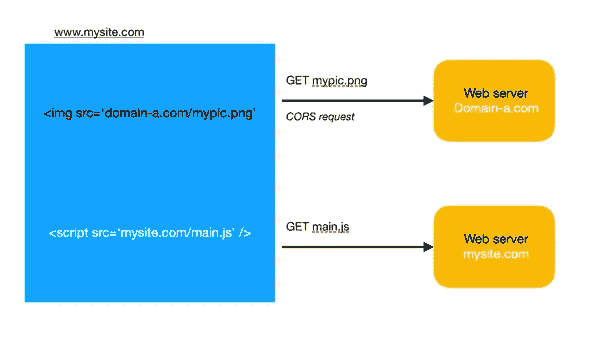 www.mysite.com
<img src=‘domain-a.com/mypic.png’
GET mypic.png
CORS request
Web server
Domain-a.com
<script src=‘mysite.com/main.js’ />
GET main.js
Web server
mysite.com